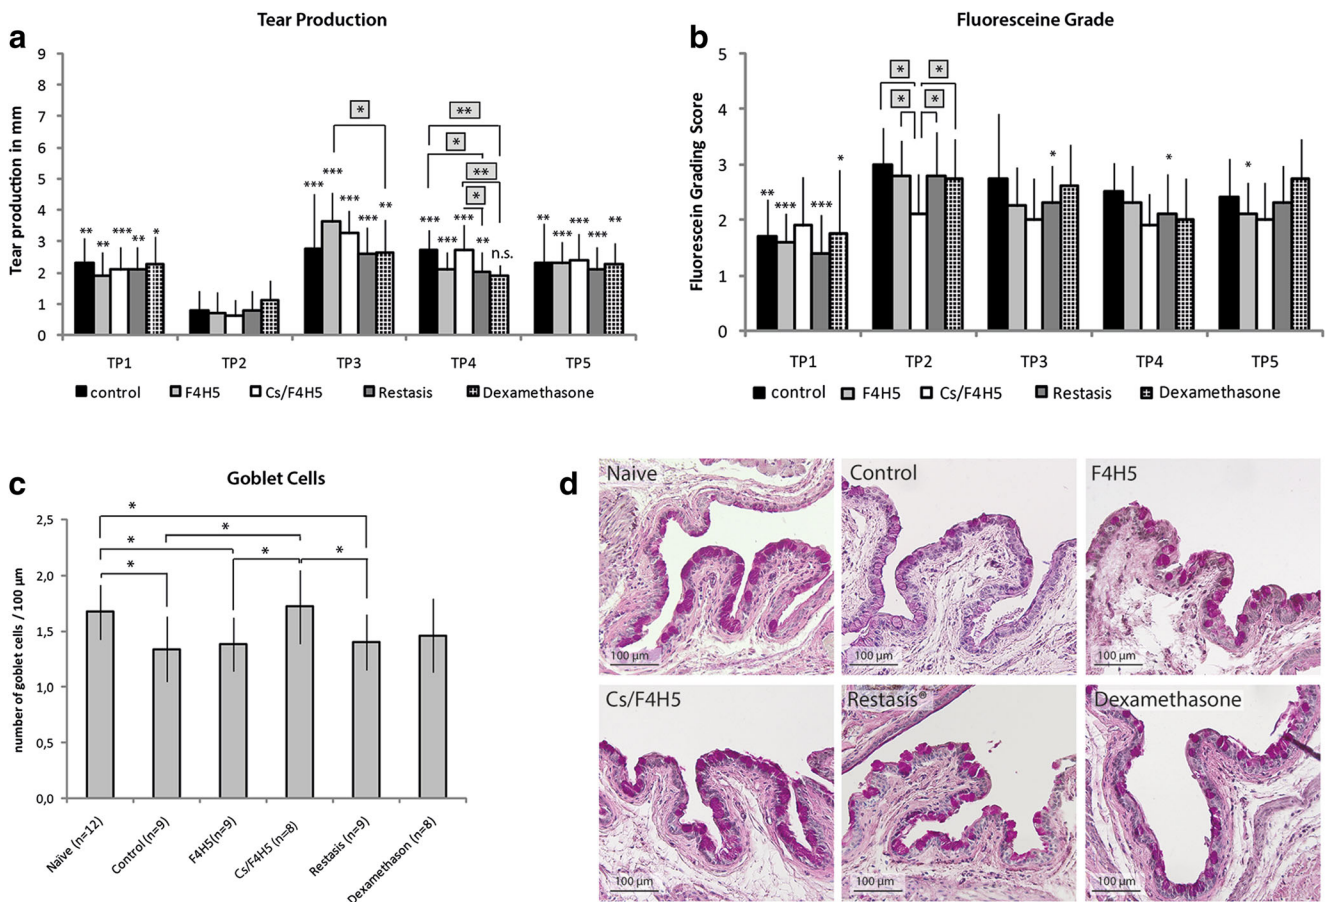 Tear Production
a
9
8
7
6
5
4
3
2
1
0
Tear production in mm
** ** *** ** *
*** *** *** *** **
*
*** *** *** ** n.s.
**
*
**
*
** *** *** *** **
TP1 TP2 TP3 TP4 TP5
control F4H5 Cs/F4H5 Restasis Dexamethasone
Fluoresceine Grade
b
5
4
3
2
1
0
Fluorescein Grading Score
** *** *** *
* *
* *
*
*
*
TP1 TP2 TP3 TP4 TP5
control F4H5 Cs/F4H5 Restasis Dexamethasone
Goblet Cells
c
2,5
2,0
1,5
1,0
0,5
0,0
number of goblet cells / 100 µm
*
*
*
*
*
*
Naïve (n=12)
Control (n=9)
F4H5(n=9)
Cs/F4H5 (n=8)
Restasis (n=9)
Dexamethason (n=8)
d
Naive
100 µm
Control
100 µm
F4H5
100 µm
Cs/F4H5
100 µm
Restasis®
100 µm
Dexamethasone
100 µm